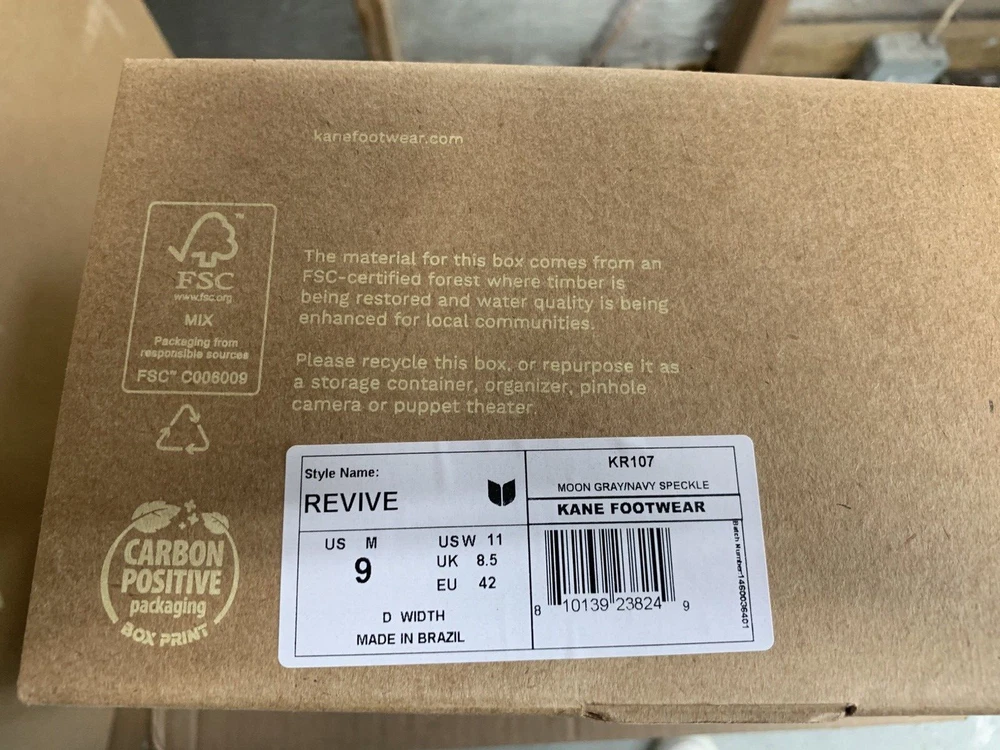 kanefootwear.com
FSC
www.fsc.org
MIX
Packaging from
responsible sources
FSC™ C006009
The material for this box comes from an
FSC-certified forest where timber is
being restored and water quality is being
enhanced for local communities.
Please recycle this box, or repurpose it as
a storage container, organizer, pinhole
camera or puppet theater.
CARBON
POSITIVE
packaging
BOX PRINT
Style Name:
REVIVE
US M
9
US W 11
UK 8.5
EU 42
D WIDTH
MADE IN BRAZIL
KR107
MOON GRAY/NAVY SPECKLE
KANE FOOTWEAR
8 10139 23824 9
Batch Number-1460036401